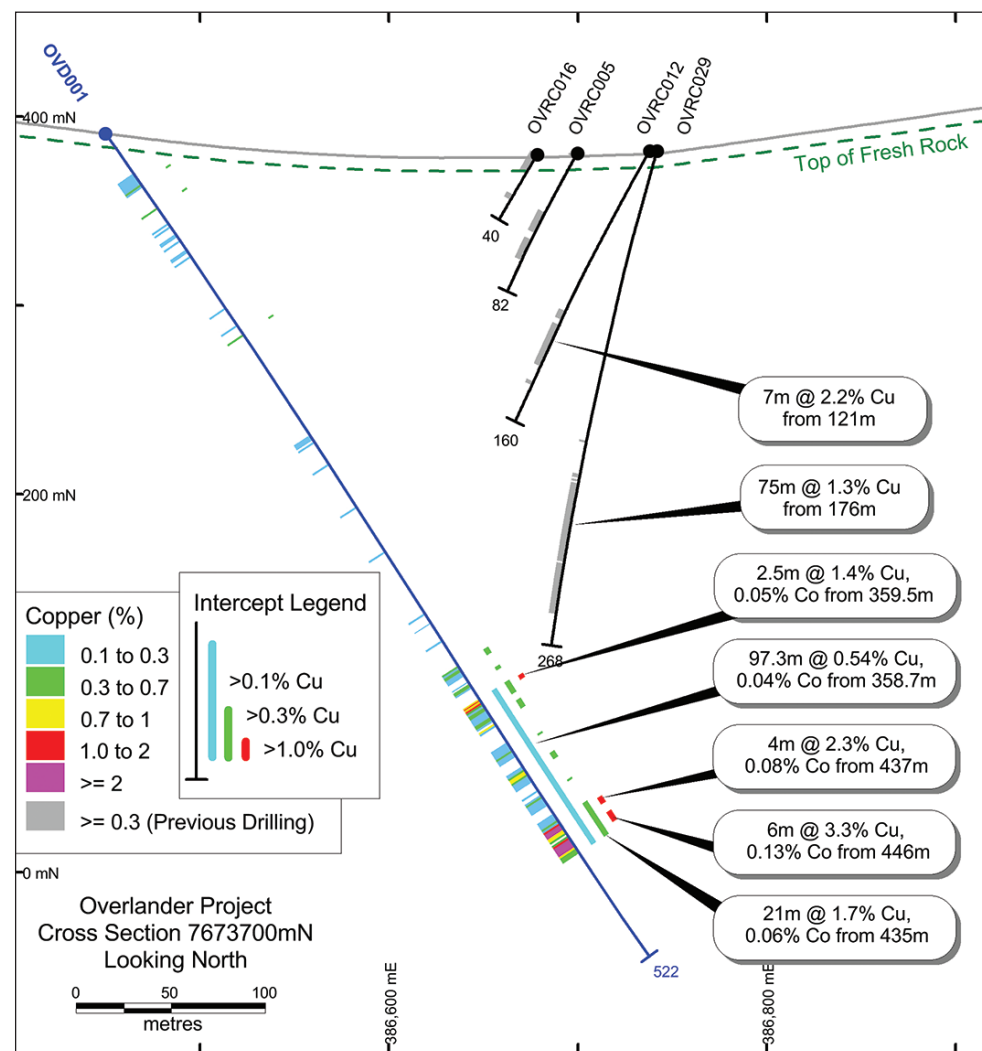 OVD001
OVRC016
OVRC005
OVRC012
OVRC029
400 mN
Top of Fresh Rock
40
82
160
7m @ 2.2% Cu
from 121m
200 mN
75m @ 1.3% Cu
from 176m
268
2.5m @ 1.4% Cu,
0.05% Co from 359.5m
97.3m @ 0.54% Cu,
0.04% Co from 358.7m
4m @ 2.3% Cu,
0.08% Co from 437m
6m @ 3.3% Cu,
0.13% Co from 446m
21m @ 1.7% Cu,
0.06% Co from 435m
Copper (%)
0.1 to 0.3
0.3 to 0.7
0.7 to 1
1.0 to 2
>= 2
>= 0.3 (Previous Drilling)
Intercept Legend
>0.1% Cu
>0.3% Cu
>1.0% Cu
0 mN
Overlander Project
Cross Section 7673700mN
Looking North
0 50 100
metres
386,600 mE
522
386,800 mE